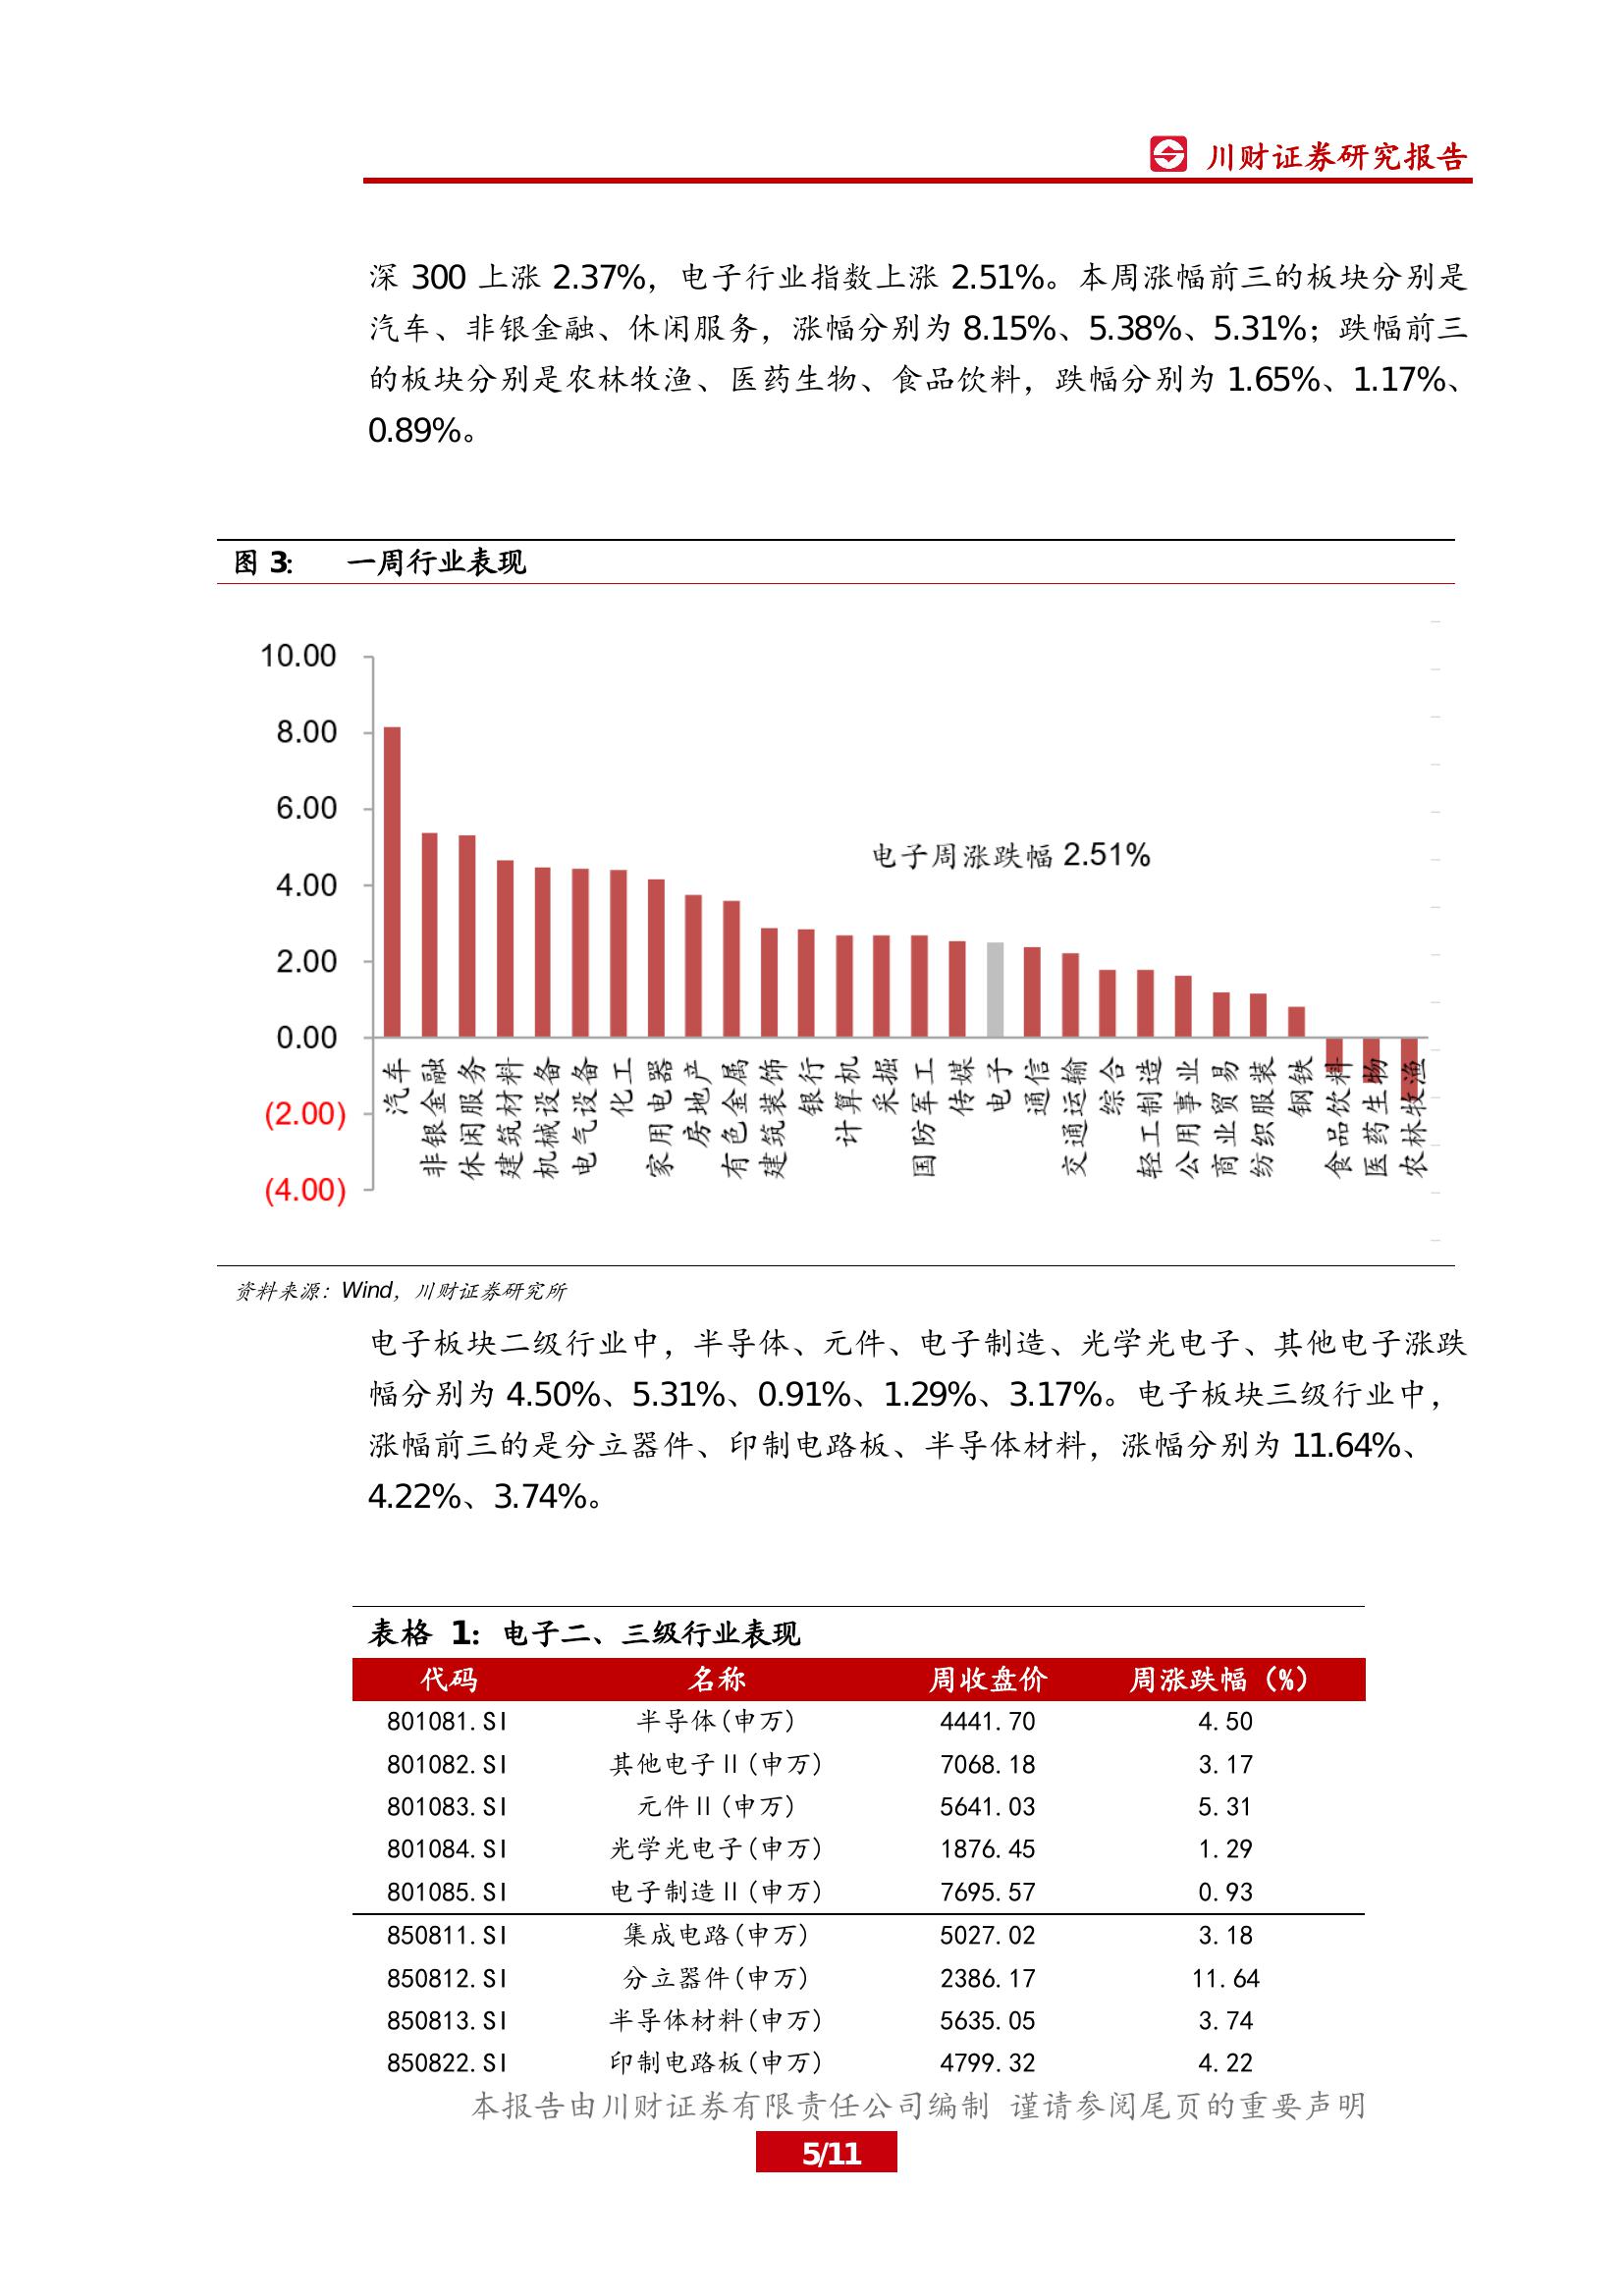 川财证券研究报告
深 300 上涨 2.37%，电子行业指数上涨 2.51%。本周涨幅前三的板块分别是
汽车、非银金融、休闲服务，涨幅分别为 8.15%、5.38%、5.31%；跌幅前三
的板块分别是农林牧渔、医药生物、食品饮料，跌幅分别为 1.65%、1.17%、
0.89%。
图 3： 一周行业表现
10.00
8.00
6.00
4.00
2.00
0.00
(2.00)
(4.00)
电子周涨跌幅 2.51%
汽车
非银金融
休闲服务
建筑材料
机械设备
电气设备
化工
家用电器
房地产
有色金属
建筑装饰
银行
计算机
采掘
国防军工
传媒
电子
通信
交通运输
综合
轻工制造
公用事业
商业贸易
纺织服装
钢铁
食品饮料
医药生物
农林牧渔
资料来源：Wind，川财证券研究所
电子板块二级行业中，半导体、元件、电子制造、光学光电子、其他电子涨跌
幅分别为 4.50%、5.31%、0.91%、1.29%、3.17%。电子板块三级行业中，
涨幅前三的是分立器件、印制电路板、半导体材料，涨幅分别为 11.64%、
4.22%、3.74%。
表格 1： 电子二、三级行业表现
代码 名称 周收盘价 周涨跌幅（%）
801081.SI 半导体(申万) 4441.70 4.50
801082.SI 其他电子Ⅱ(申万) 7068.18 3.17
801083.SI 元件Ⅱ(申万) 5641.03 5.31
801084.SI 光学光电子(申万) 1876.45 1.29
801085.SI 电子制造Ⅱ(申万) 7695.57 0.93
850811.SI 集成电路(申万) 5027.02 3.18
850812.SI 分立器件(申万) 2386.17 11.64
850813.SI 半导体材料(申万) 5635.05 3.74
850822.SI 印制电路板(申万) 4799.32 4.22
本报告由川财证券有限责任公司编制 谨请参阅尾页的重要声明
5/11